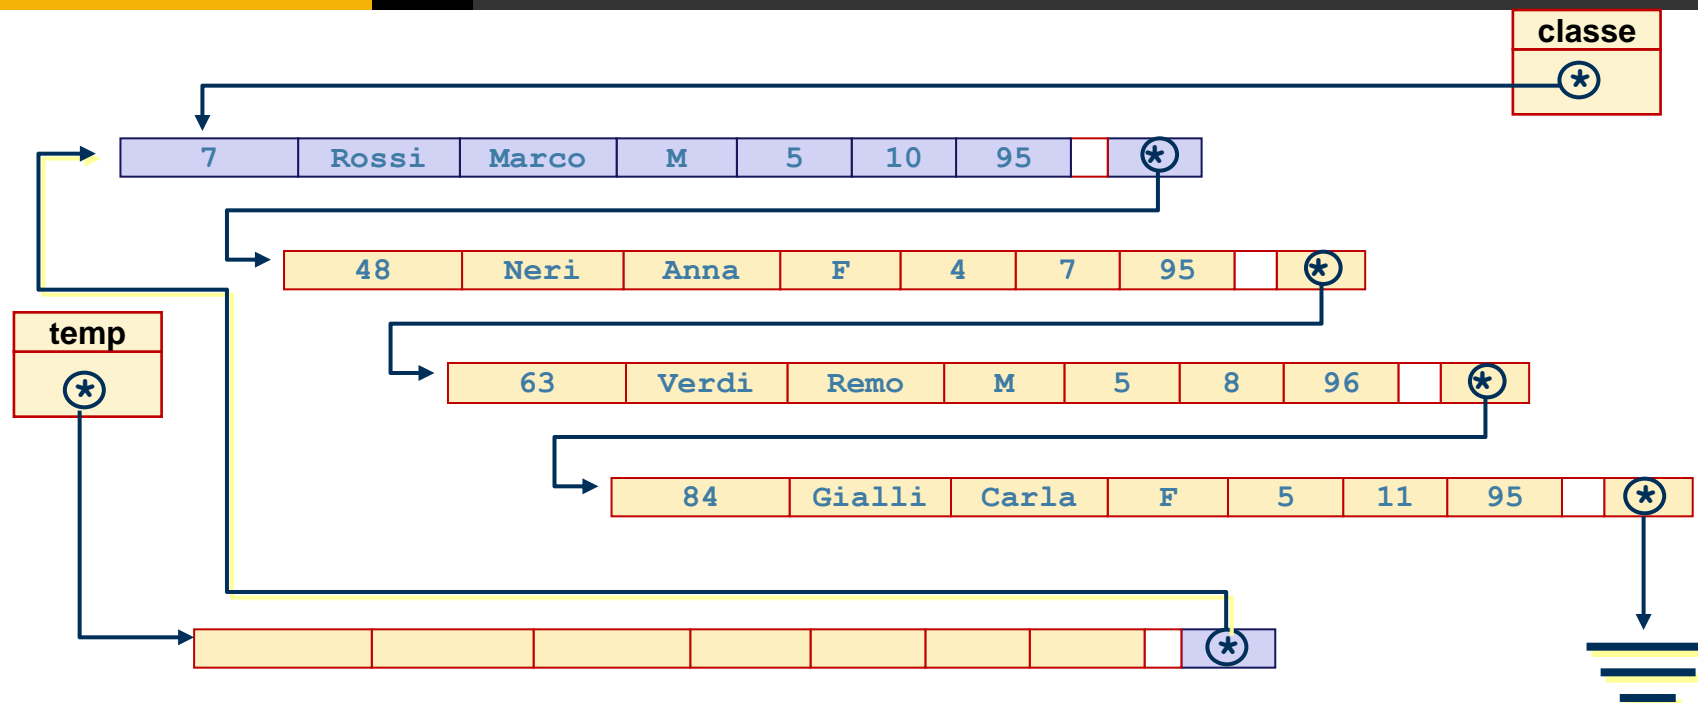 classe
*
7 Rossi Marco M 5 10 95 *
48 Neri Anna F 4 7 95 *
temp
*
63 Verdi Remo M 5 8 96 *
84 Gialli Carla F 5 11 95 *
*